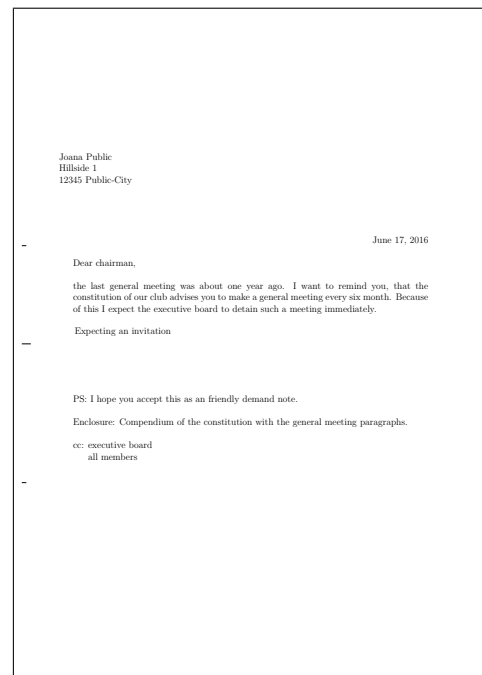 Joana Public
Hillside 1
12345 Public-City
June 17, 2016
Dear chairman,
the last general meeting was about one year ago. I want to remind you, that the
constitution of our club advises you to make a general meeting every six month. Because
of this I expect the executive board to detain such a meeting immediately.
Expecting an invitation
PS: I hope you accept this as an friendly demand note.
Enclosure: Compendium of the constitution with the general meeting paragraphs.
cc: executive board
all members